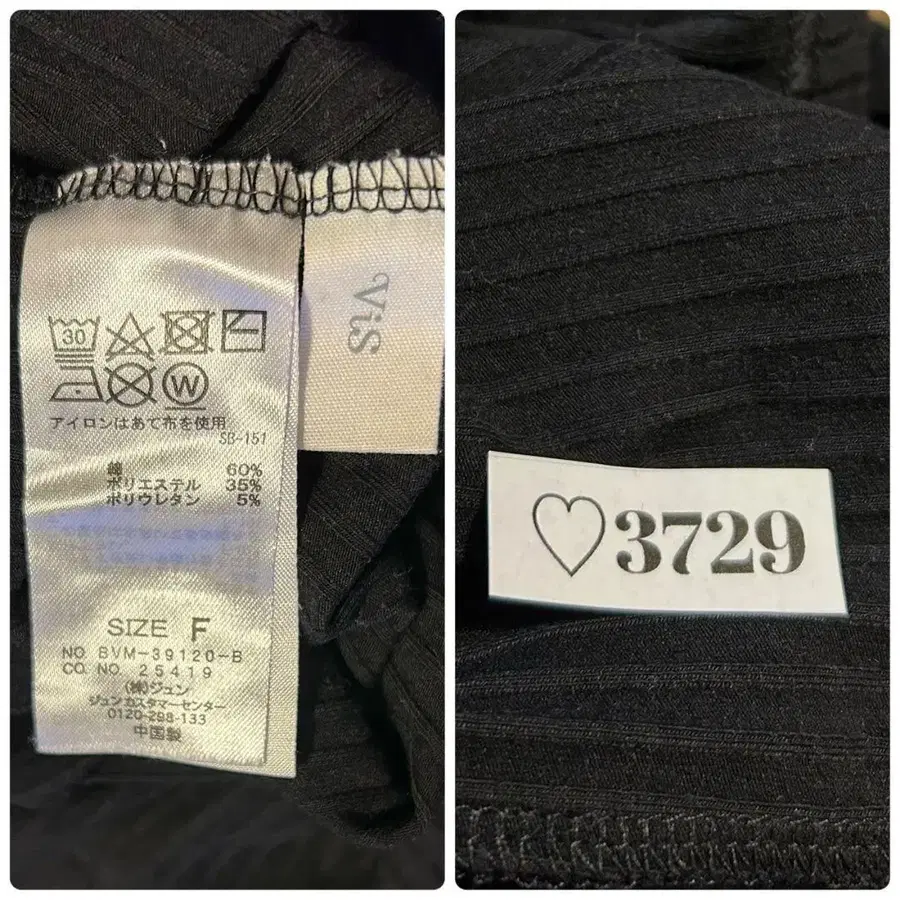 30
W
アイロンはあて布を使用
SB-151
綿 60%
ポリエステル 35%
ポリウレタン 5%
SIZE F
NO. BVM-39120-B
CO. NO. 25419
(株)ジュン
ジュンカスタマーセンター
0120-298-133
中国製
ViS
♡3729